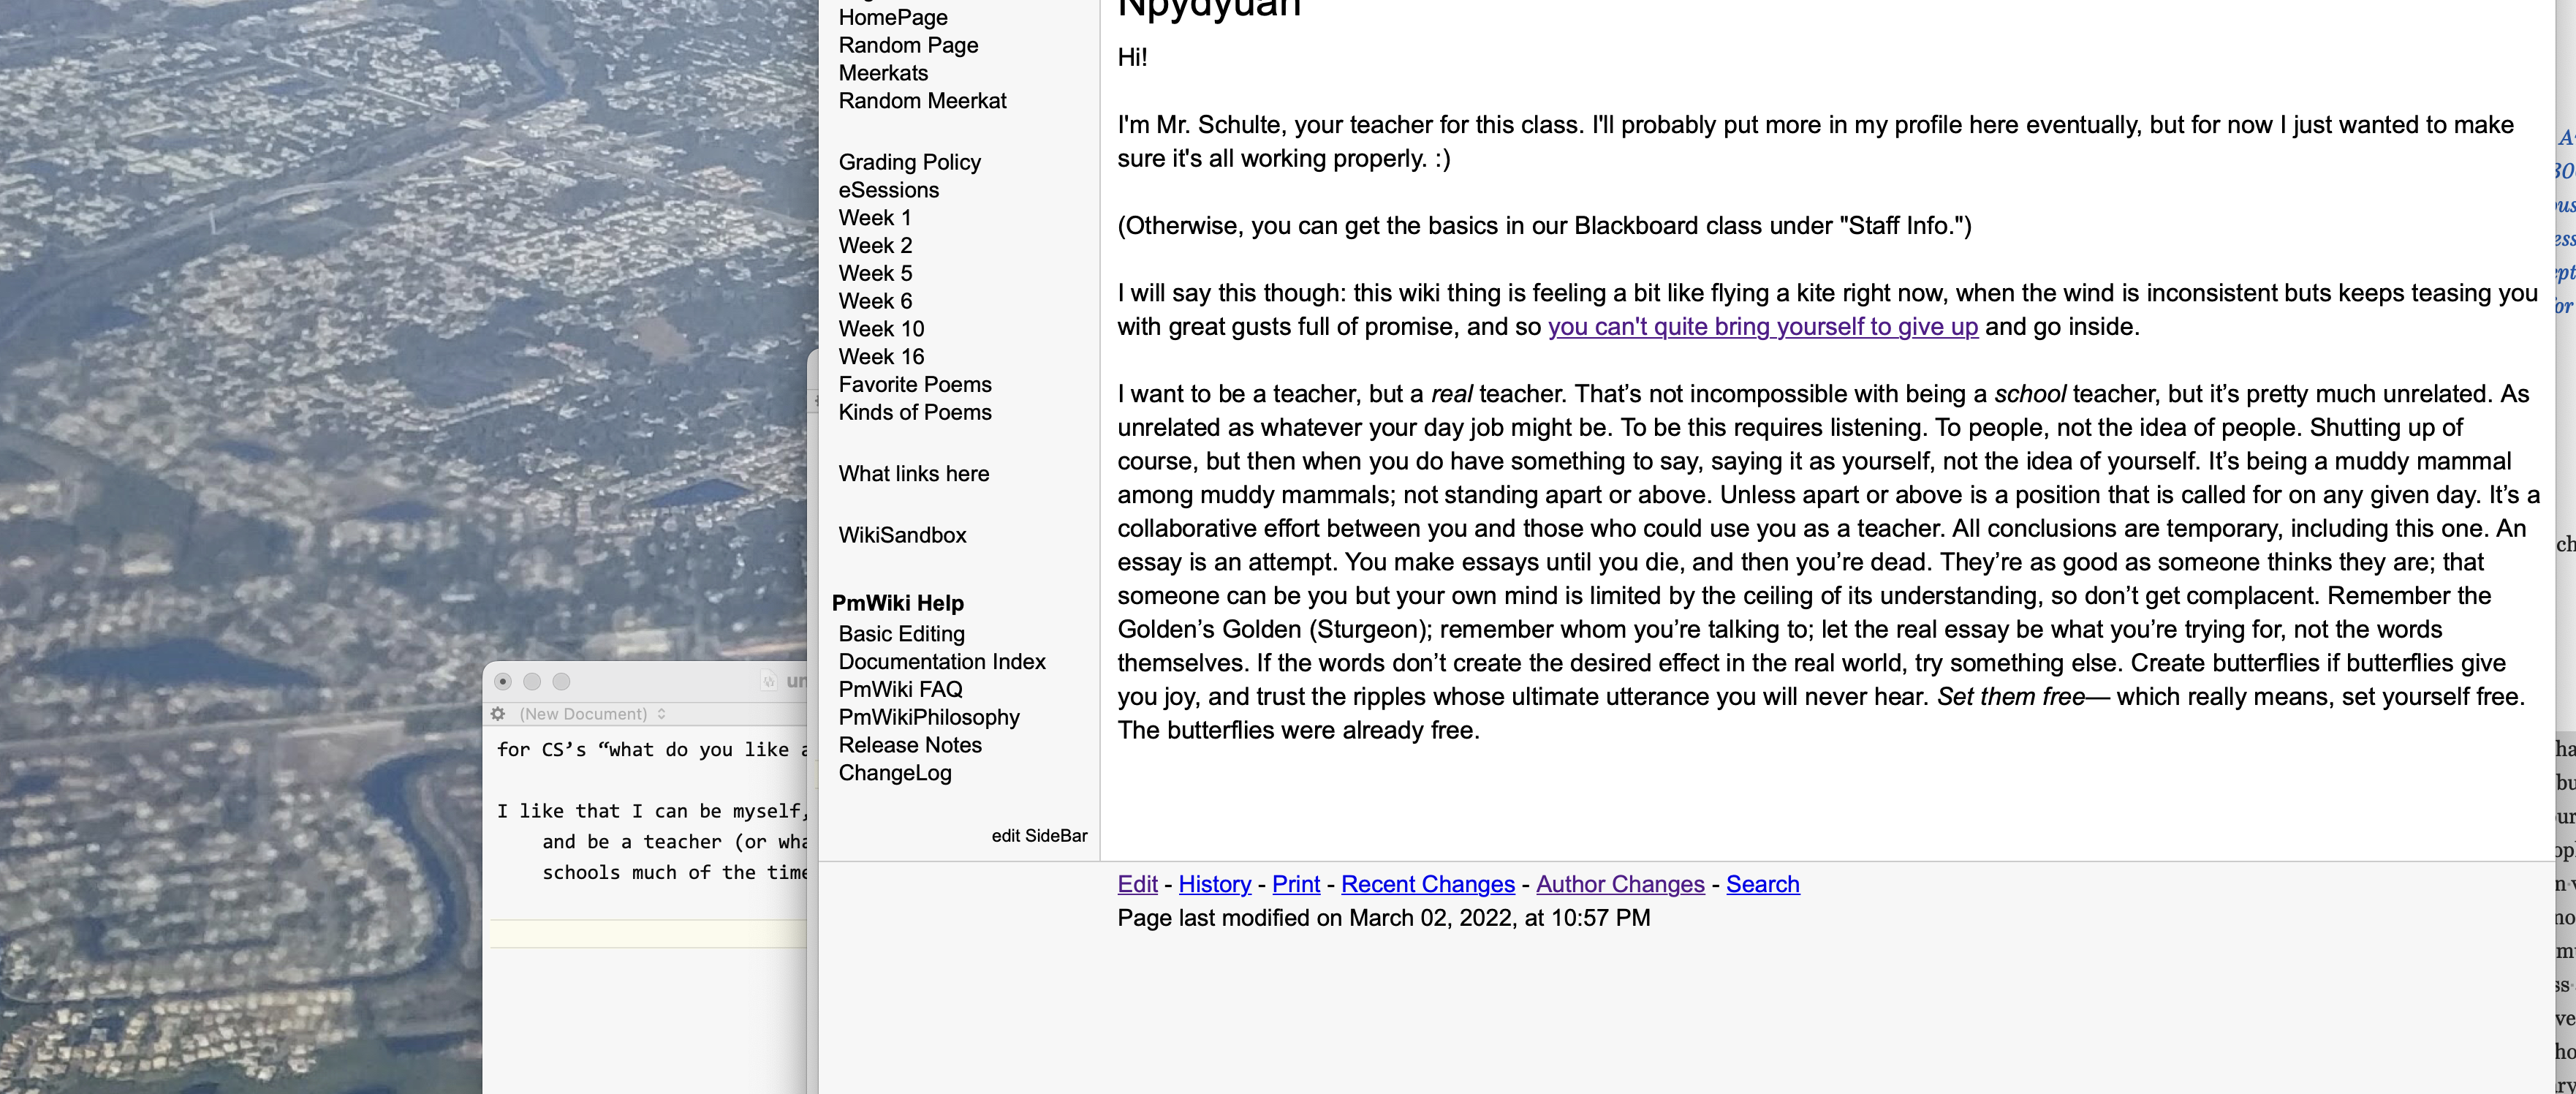 Npydyuan
HomePage
Random Page
Meerkats
Random Meerkat
Grading Policy
eSessions
Week 1
Week 2
Week 5
Week 6
Week 10
Week 16
Favorite Poems
Kinds of Poems
What links here
WikiSandbox
PmWiki Help
Basic Editing
Documentation Index
PmWiki FAQ
PmWikiPhilosophy
Release Notes
ChangeLog
edit SideBar
Hi!
I'm Mr. Schulte, your teacher for this class. I'll probably put more in my profile here eventually, but for now I just wanted to make
sure it's all working properly. :)
(Otherwise, you can get the basics in our Blackboard class under "Staff Info.")
I will say this though: this wiki thing is feeling a bit like flying a kite right now, when the wind is inconsistent buts keeps teasing you
with great gusts full of promise, and so you can't quite bring yourself to give up and go inside.
I want to be a teacher, but a real teacher. That’s not incompossible with being a school teacher, but it’s pretty much unrelated. As
unrelated as whatever your day job might be. To be this requires listening. To people, not the idea of people. Shutting up of
course, but then when you do have something to say, saying it as yourself, not the idea of yourself. It’s being a muddy mammal
among muddy mammals; not standing apart or above. Unless apart or above is a position that is called for on any given day. It’s a
collaborative effort between you and those who could use you as a teacher. All conclusions are temporary, including this one. An
essay is an attempt. You make essays until you die, and then you’re dead. They’re as good as someone thinks they are; that
someone can be you but your own mind is limited by the ceiling of its understanding, so don’t get complacent. Remember the
Golden’s Golden (Sturgeon); remember whom you’re talking to; let the real essay be what you’re trying for, not the words
themselves. If the words don’t create the desired effect in the real world, try something else. Create butterflies if butterflies give
you joy, and trust the ripples whose ultimate utterance you will never hear. Set them free— which really means, set yourself free.
The butterflies were already free.
Edit - History - Print - Recent Changes - Author Changes - Search
Page last modified on March 02, 2022, at 10:57 PM
un
(New Document)
for CS’s “what do you like a
I like that I can be myself,
and be a teacher (or wha
schools much of the time